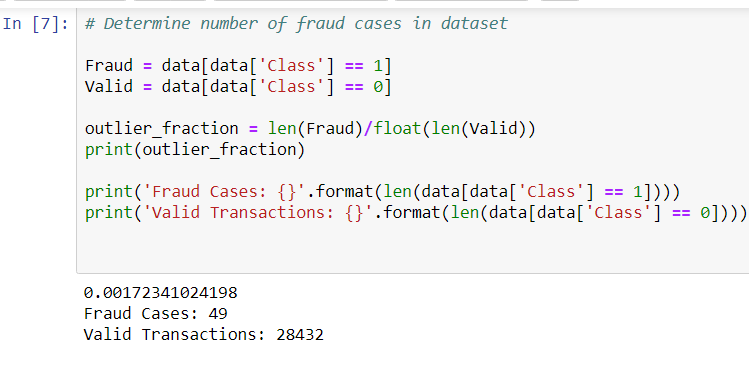 In [7]: # Determine number of fraud cases in dataset
Fraud = data[data['Class'] == 1]
Valid = data[data['Class'] == 0]
outlier_fraction = len(Fraud)/float(len(Valid))
print(outlier_fraction)
print('Fraud Cases: {}'.format(len(data[data['Class'] == 1])))
print('Valid Transactions: {}'.format(len(data[data['Class'] == 0])))
0.00172341024198
Fraud Cases: 49
Valid Transactions: 28432